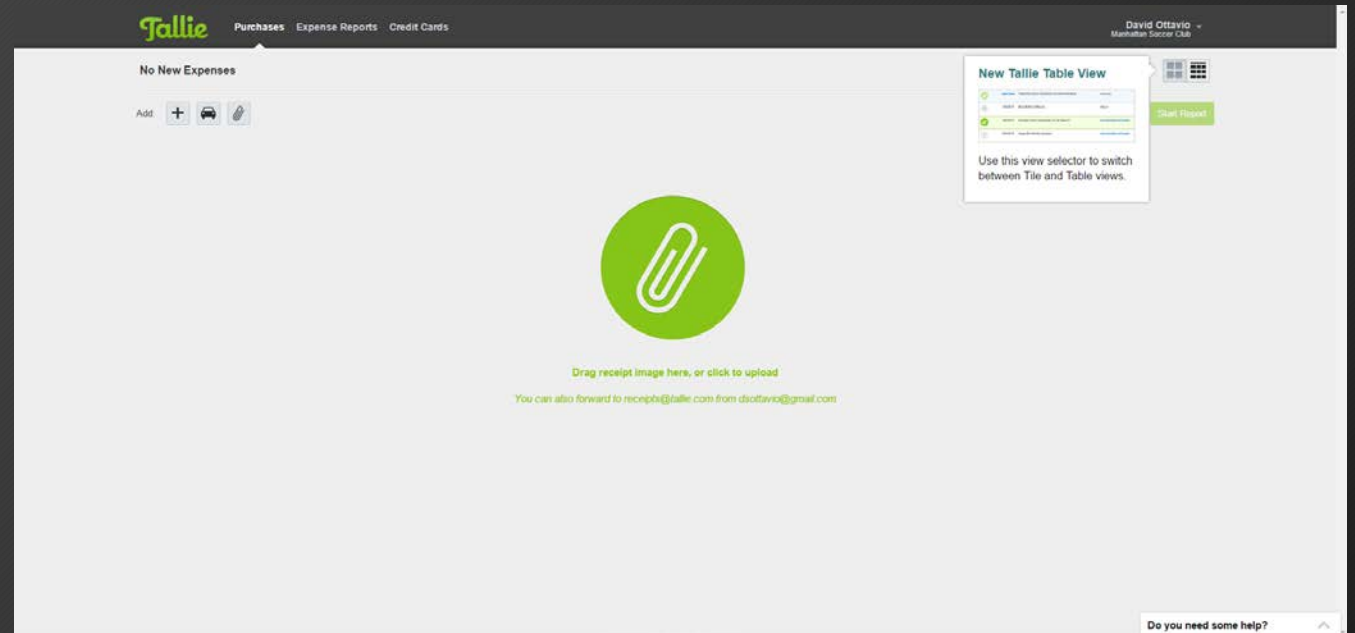 Tallie
Purchases Expense Reports Credit Cards
David Ottavio
Manhattan Soccer Club
No New Expenses
Add:
New Tallie Table View
Use this view selector to switch
between Tile and Table views.
Start Report
Drag receipt image here, or click to upload
You can also forward to receipts@tallie.com from dsottavio@gmail.com
Do you need some help?